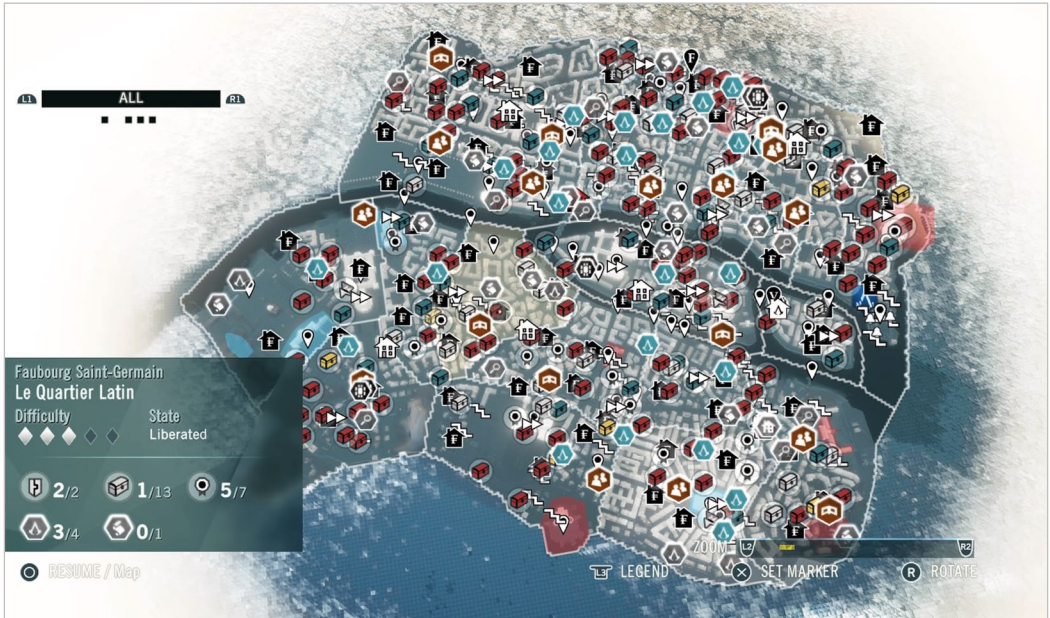 L1 ALL R1
Faubourg Saint-Germain
Le Quartier Latin
Difficulty State
Liberated
2/2 1/13 5/7
3/4 0/1
RESUME / Map
ZOOM L2 R2
L3 LEGEND
SET MARKER
R ROTATE